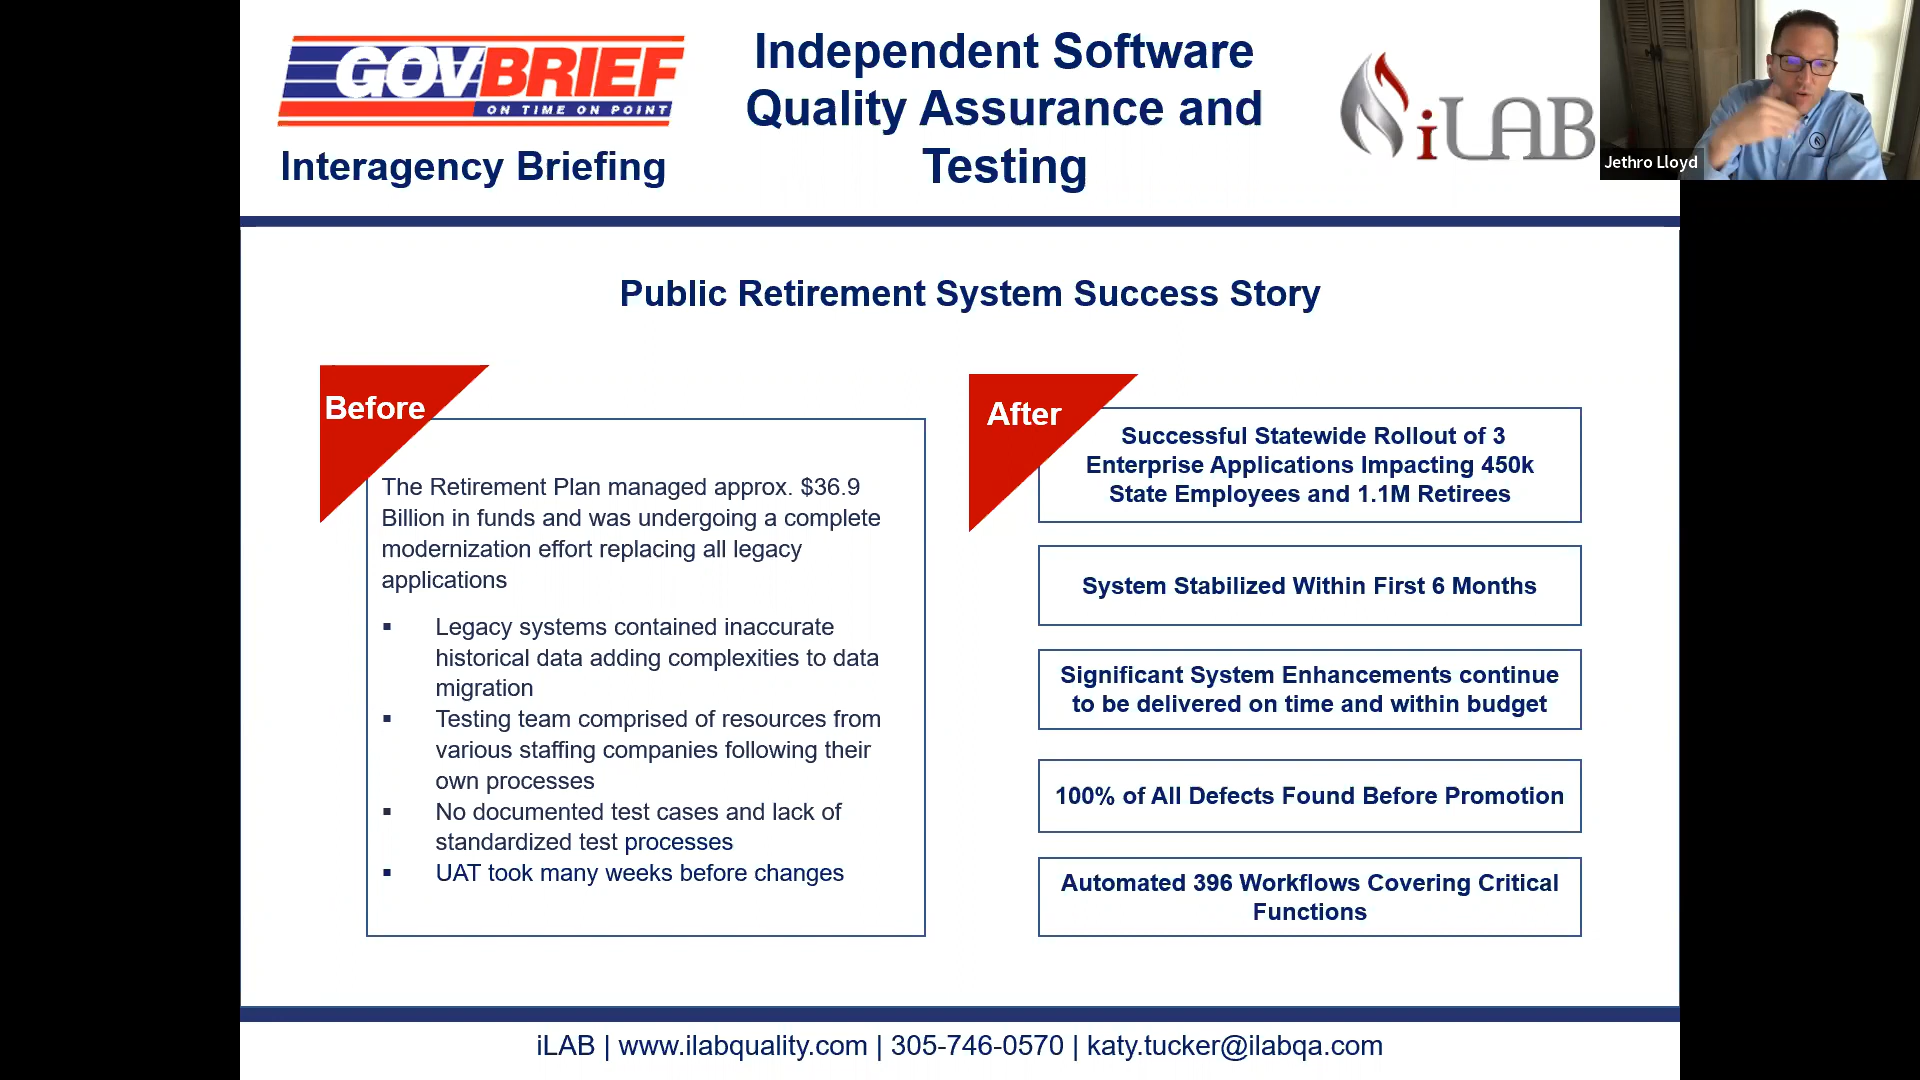 GOVBRIEF
ON TIME ON POINT
Interagency Briefing
Independent Software
Quality Assurance and
Testing
iLAB
Jethro Lloyd
Public Retirement System Success Story
Before
The Retirement Plan managed approx. $36.9
Billion in funds and was undergoing a complete
modernization effort replacing all legacy
applications
▪ Legacy systems contained inaccurate
historical data adding complexities to data
migration
▪ Testing team comprised of resources from
various staffing companies following their
own processes
▪ No documented test cases and lack of
standardized test processes
▪ UAT took many weeks before changes
After
Successful Statewide Rollout of 3
Enterprise Applications Impacting 450k
State Employees and 1.1M Retirees
System Stabilized Within First 6 Months
Significant System Enhancements continue
to be delivered on time and within budget
100% of All Defects Found Before Promotion
Automated 396 Workflows Covering Critical
Functions
iLAB | www.ilabquality.com | 305-746-0570 | katy.tucker@ilabqa.com